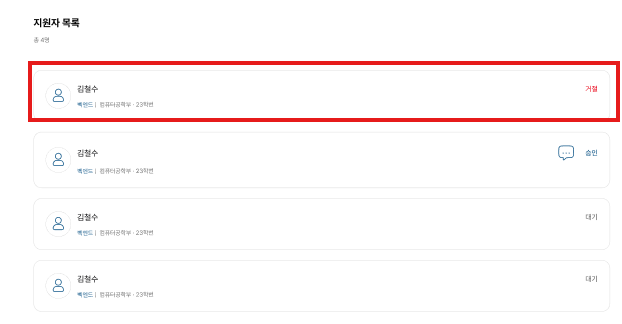 지원자 목록
총 4명
김철수
거절
백엔드 | 컴퓨터공학부 · 23학번
김철수
승인
백엔드 | 컴퓨터공학부 · 23학번
김철수
대기
백엔드 | 컴퓨터공학부 · 23학번
김철수
대기
백엔드 | 컴퓨터공학부 · 23학번